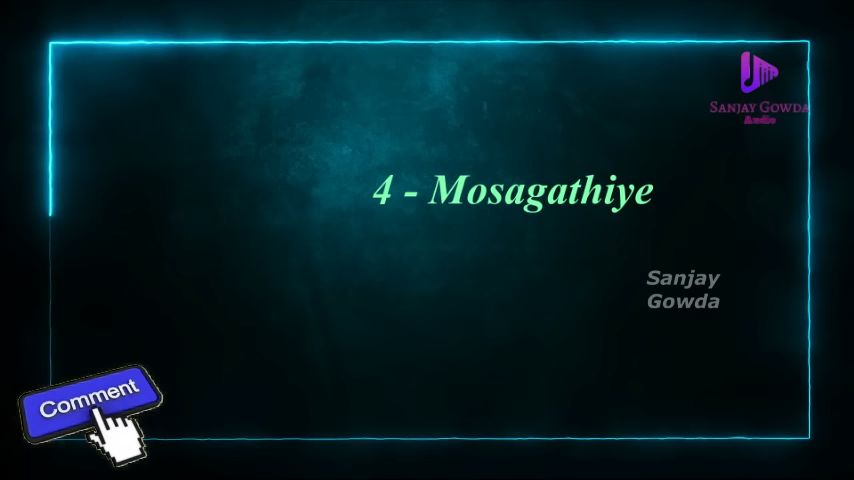 SANJAY GOWDA
Audio
4 - Mosagathiye
Sanjay
Gowda
Comment